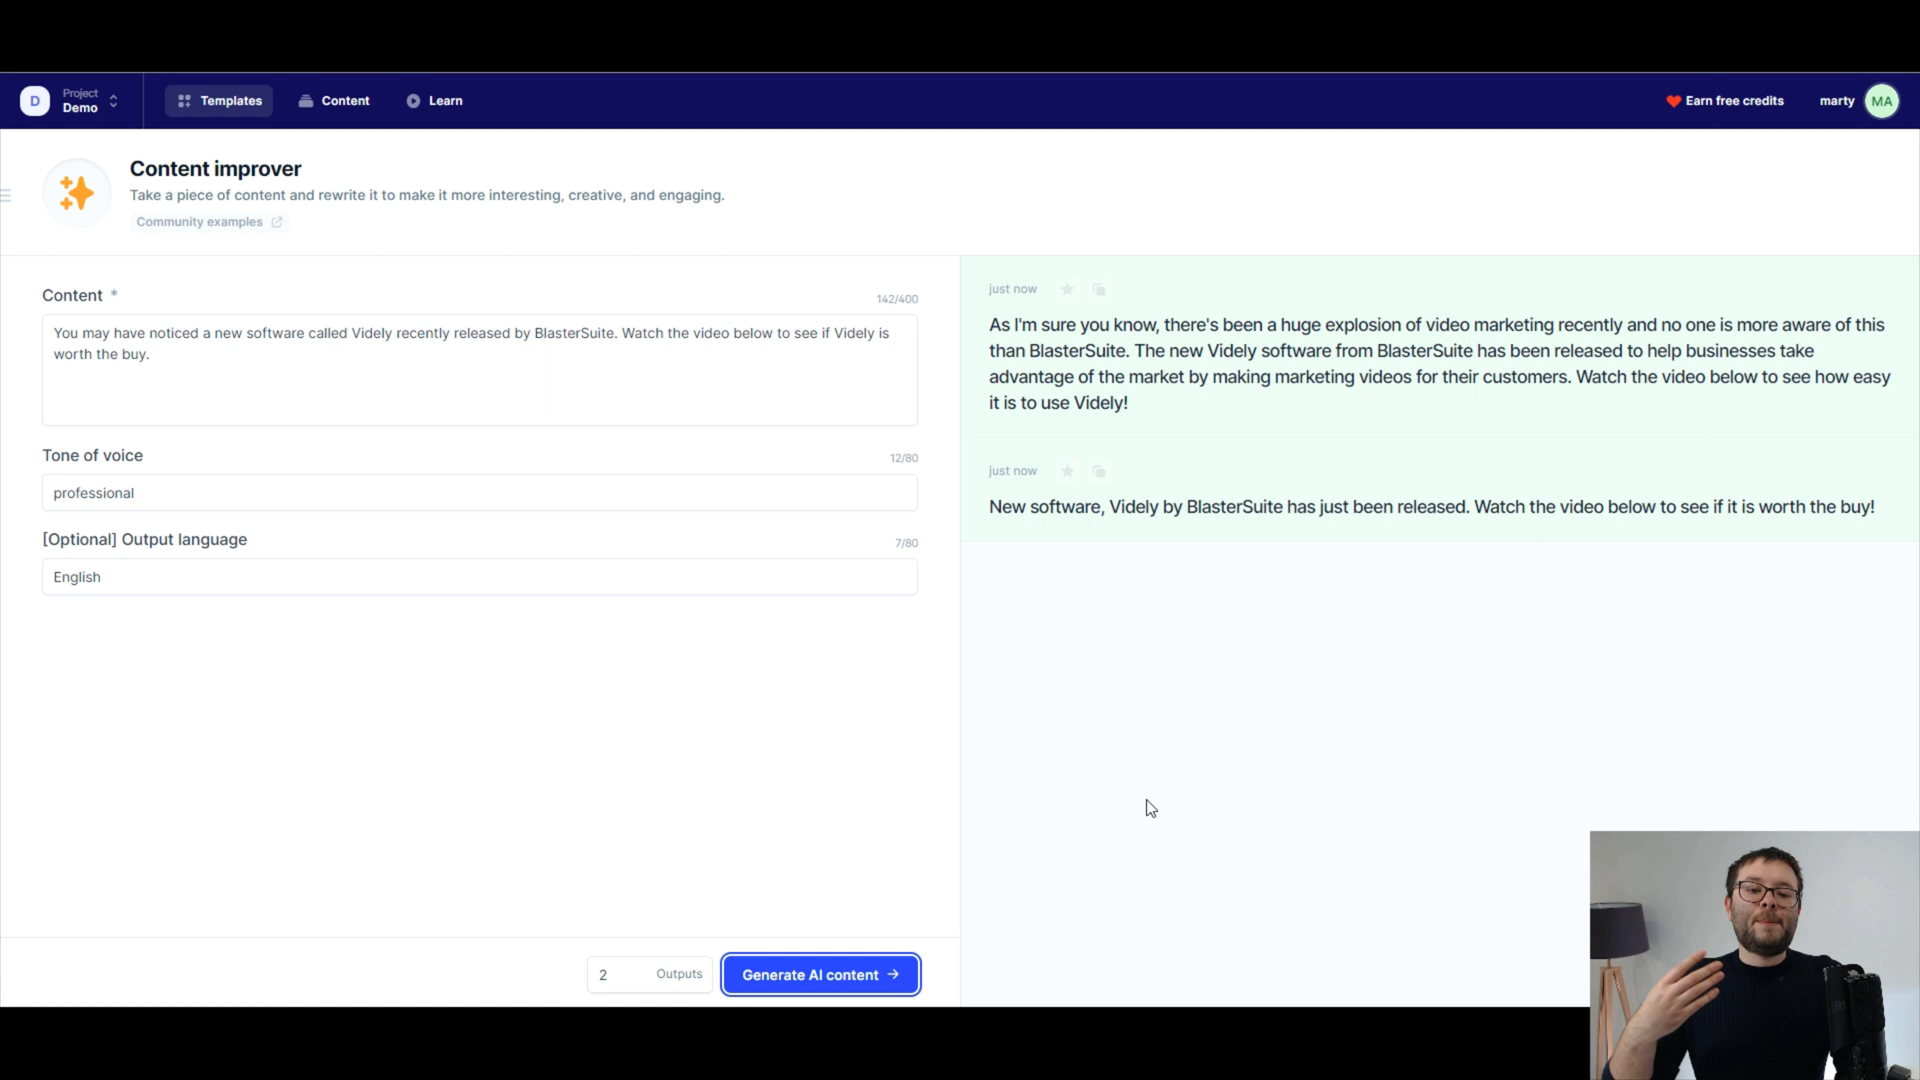 D
Project
Demo
Templates
Content
Learn
Earn free credits
marty
MA
Content improver
Take a piece of content and rewrite it to make it more interesting, creative, and engaging.
Community examples
Content *
142/400
You may have noticed a new software called Videly recently released by BlasterSuite. Watch the video below to see if Videly is
worth the buy.
Tone of voice
12/80
professional
[Optional] Output language
7/80
English
2
Outputs
Generate AI content →
just now
As I'm sure you know, there's been a huge explosion of video marketing recently and no one is more aware of this
than BlasterSuite. The new Videly software from BlasterSuite has been released to help businesses take
advantage of the market by making marketing videos for their customers. Watch the video below to see how easy
it is to use Videly!
just now
New software, Videly by BlasterSuite has just been released. Watch the video below to see if it is worth the buy!